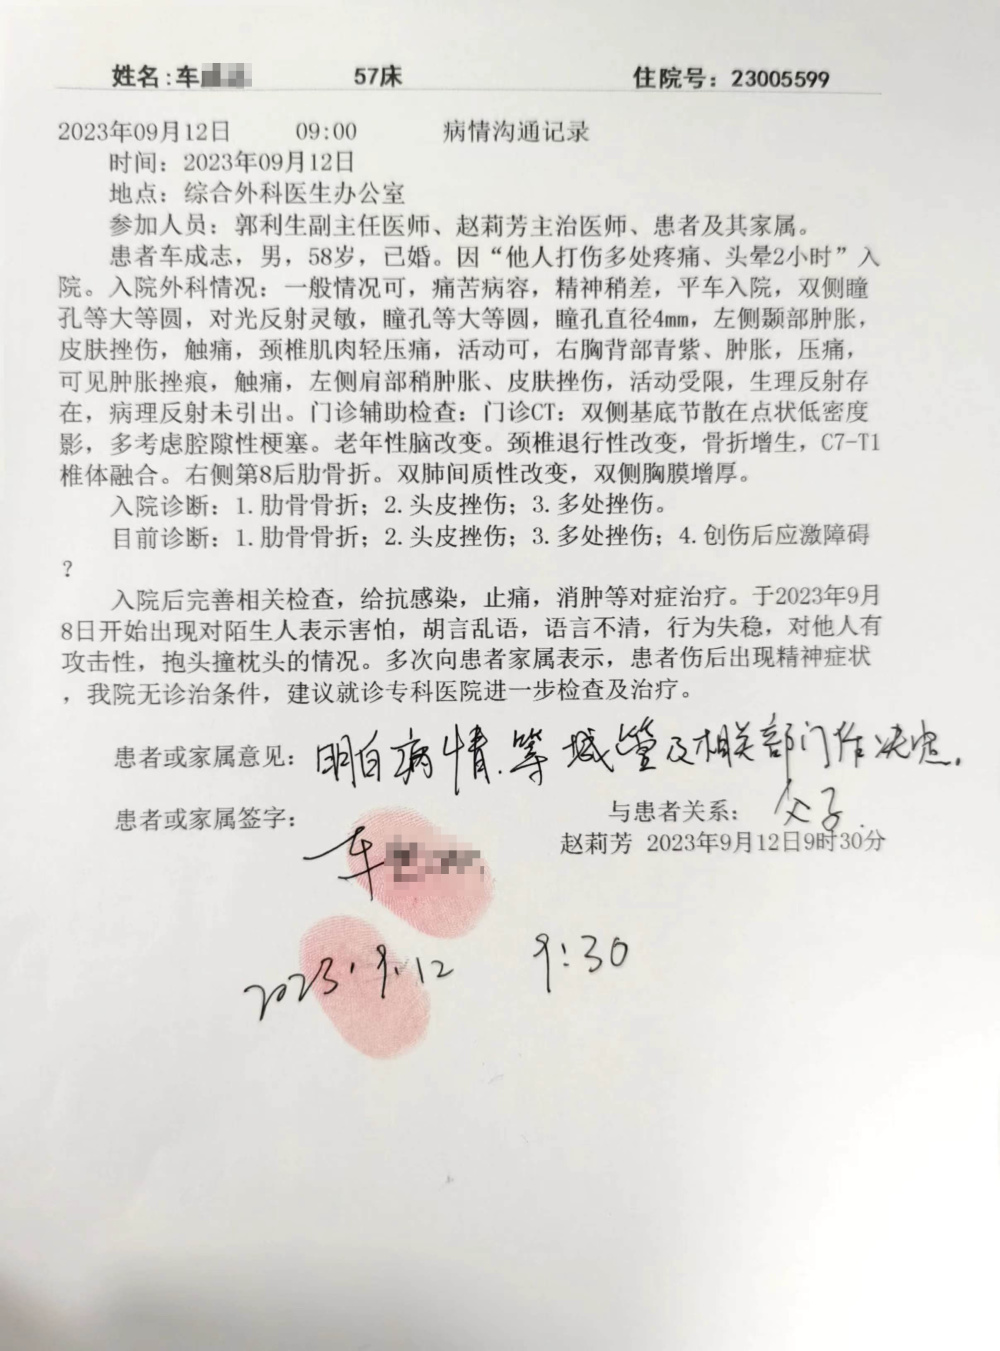 姓名:车 57床 住院号: 23005599
2023年09月12日 09:00 病情沟通记录
时间: 2023年09月12日
地点: 综合外科医生办公室
参加人员: 郭利生副主任医师、赵莉芳主治医师、患者及其家属。
患者车成志, 男, 58岁, 已婚。因“他人打伤多处疼痛、头晕2小时”入
院。入院外科情况: 一般情况可, 痛苦病容, 精神稍差, 平车入院, 双侧瞳
孔等大等圆, 对光反射灵敏, 瞳孔等大等圆, 瞳孔直径4mm, 左侧颞部肿胀,
皮肤挫伤, 触痛, 颈椎肌肉轻压痛, 活动可, 右胸背部青紫、肿胀, 压痛,
可见肿胀挫痕, 触痛, 左侧肩部稍肿胀、皮肤挫伤, 活动受限, 生理反射存
在, 病理反射未引出。门诊辅助检查: 门诊CT: 双侧基底节散在点状低密度
影, 多考虑腔隙性梗塞。老年性脑改变。颈椎退行性改变, 骨折增生, C7-T1
椎体融合。右侧第8后肋骨折。双肺间质性改变, 双侧胸膜增厚。
入院诊断: 1.肋骨骨折; 2.头皮挫伤; 3.多处挫伤。
目前诊断: 1.肋骨骨折; 2.头皮挫伤; 3.多处挫伤; 4.创伤后应激障碍
?
入院后完善相关检查, 给抗感染, 止痛, 消肿等对症治疗。于2023年9月
8日开始出现对陌生人表示害怕, 胡言乱语, 语言不清, 行为失稳, 对他人有
攻击性, 抱头撞枕头的情况。多次向患者家属表示, 患者伤后出现精神症状
, 我院无诊治条件, 建议就诊专科医院进一步检查及治疗。
患者或家属意见: 明白病情.等城管及相关部门作决定.
患者或家属签字: 与患者关系: 父子.
赵莉芳 2023年9月12日9时30分
车
2023.9.12 9:30